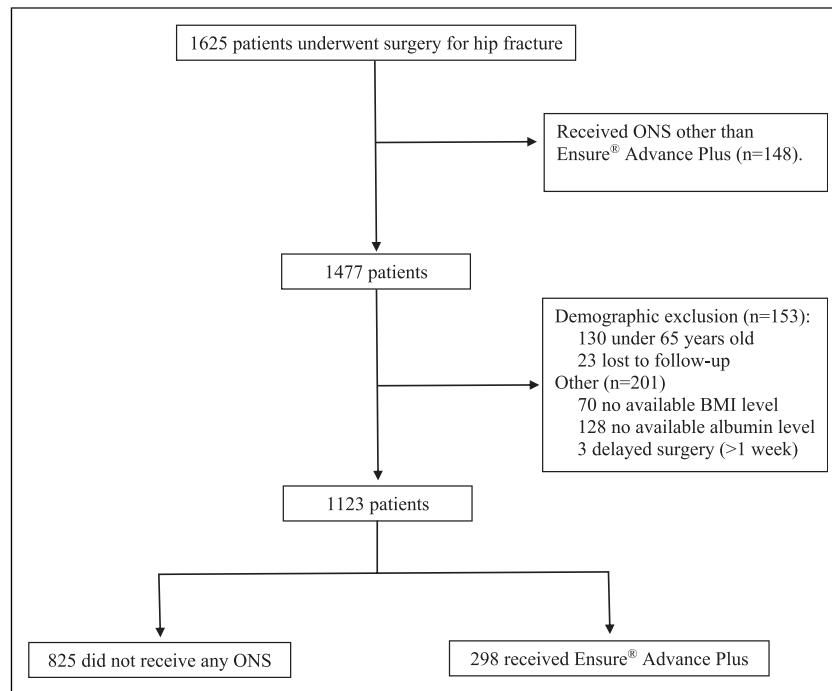 1625 patients underwent surgery for hip fracture
Received ONS other than
Ensure® Advance Plus (n=148).
1477 patients
Demographic exclusion (n=153):
130 under 65 years old
23 lost to follow-up
Other (n=201)
70 no available BMI level
128 no available albumin level
3 delayed surgery (>1 week)
1123 patients
825 did not receive any ONS
298 received Ensure® Advance Plus